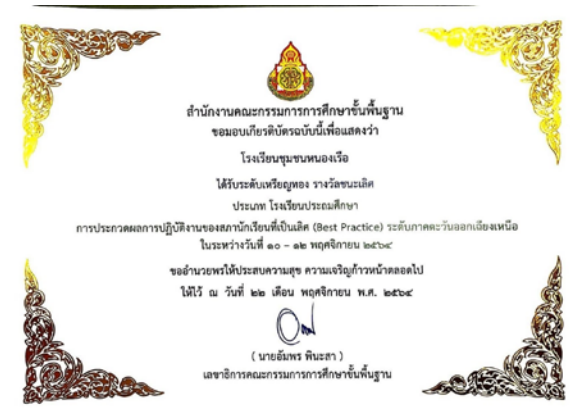 สำนักงานคณะกรรมการการศึกษาขั้นพื้นฐาน
ขอมอบเกียรติบัตรฉบับนี้เพื่อแสดงว่า
โรงเรียนชุมชนหนองเรือ
ได้รับระดับเหรียญทอง รางวัลชนะเลิศ
ประเภท โรงเรียนประถมศึกษา
การประกวดผลการปฏิบัติงานของสภานักเรียนที่เป็นเลิศ (Best Practice) ระดับภาคตะวันออกเฉียงเหนือ
ในระหว่างวันที่ ๑๐ - ๑๒ พฤศจิกายน ๒๕๖๔
ขออำนวยพรให้ประสบความสุข ความเจริญก้าวหน้าตลอดไป
ให้ไว้ ณ วันที่ ๒๒ เดือน พฤศจิกายน พ.ศ. ๒๕๖๔
( นายอัมพร พินะสา )
เลขาธิการคณะกรรมการการศึกษาขั้นพื้นฐาน